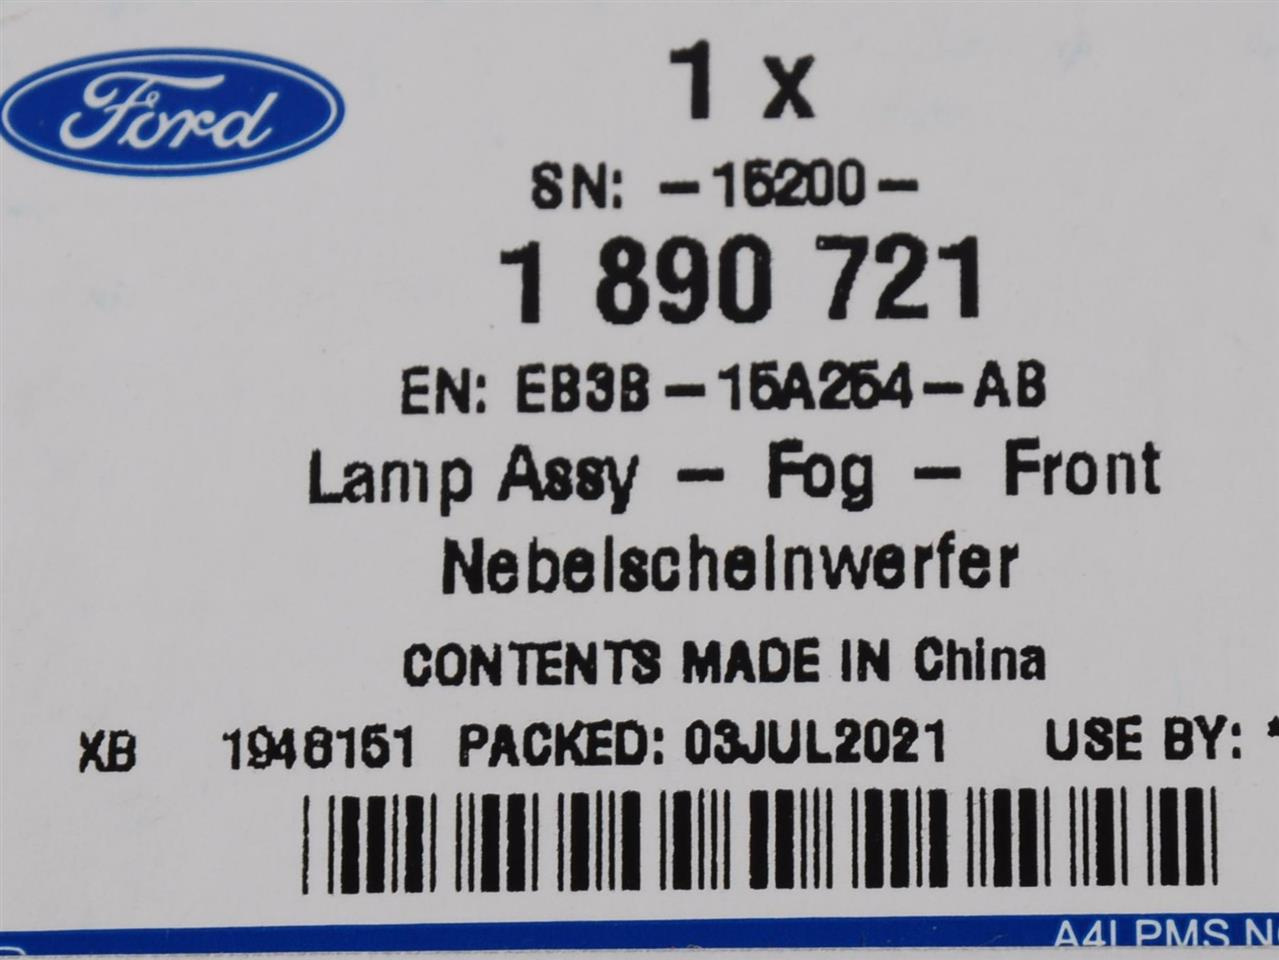 Ford
1 x
SN: -15200-
1 890 721
EN: EB3B-15A254-AB
Lamp Assy - Fog - Front
Nebelscheinwerfer
CONTENTS MADE IN China
XB 1946151 PACKED: 03JUL2021 USE BY: *